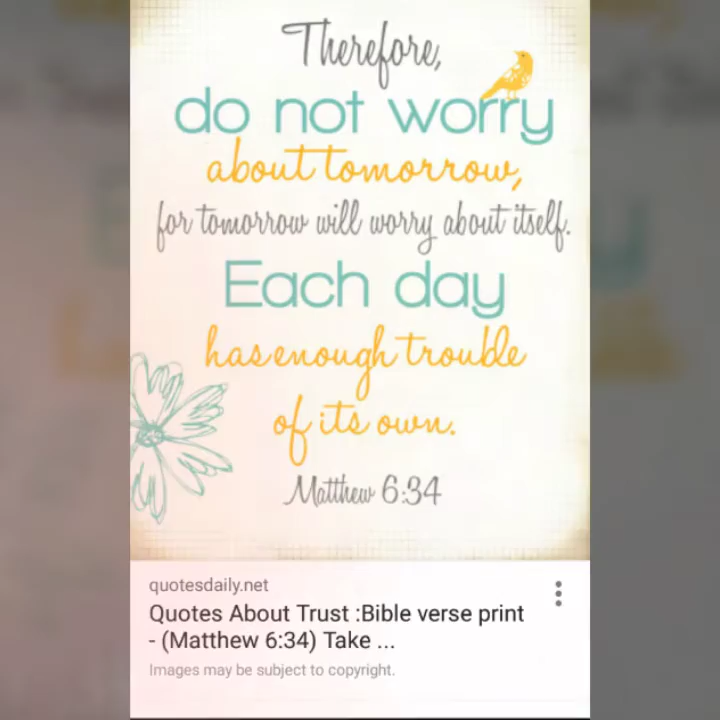 Therefore,
do not worry
about tomorrow,
for tomorrow will worry about itself.
Each day
has enough trouble
of its own.
Matthew 6:34
quotesdaily.net
Quotes About Trust :Bible verse print
- (Matthew 6:34) Take ...
Images may be subject to copyright.